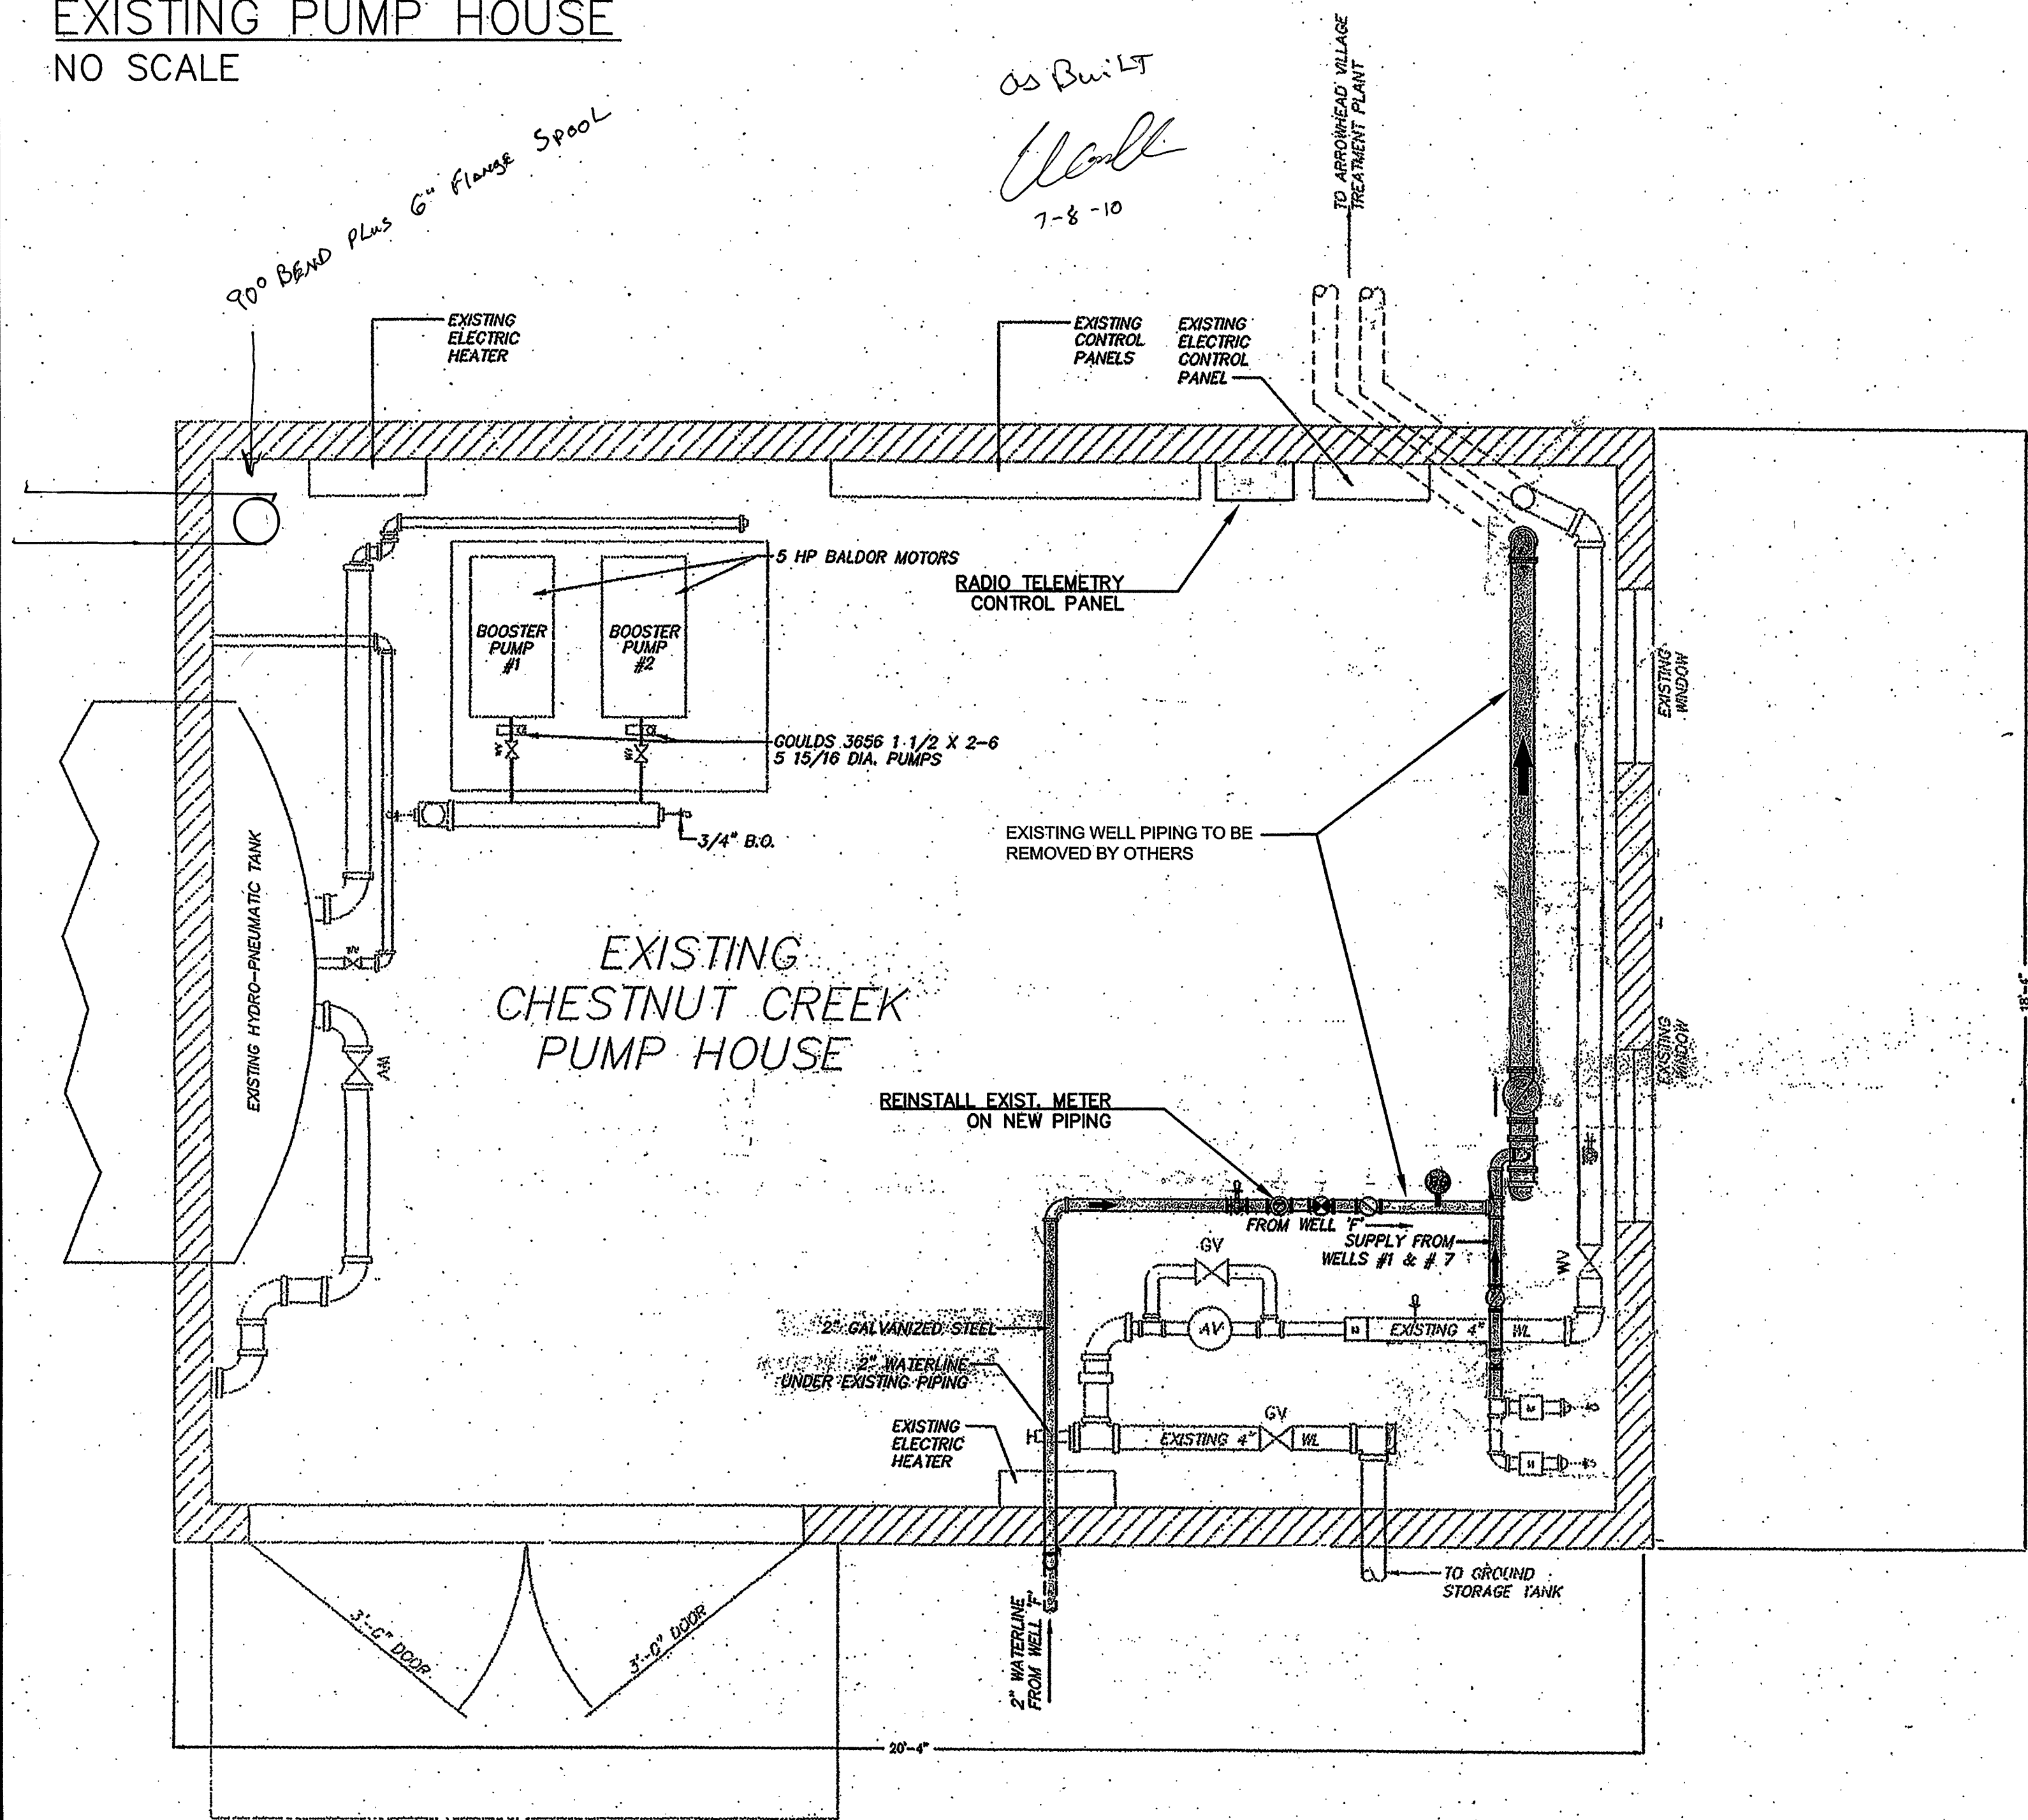 EXISTING PUMP HOUSE
NO SCALE
as BuiLT
7-8-10
90° BEND PLus 6" Flange SpooL
TO ARROWHEAD VILLAGE
TREATMENT PLANT
EXISTING
ELECTRIC
HEATER
EXISTING
CONTROL
PANELS
EXISTING
ELECTRIC
CONTROL
PANEL
5 HP BALDOR MOTORS
RADIO TELEMETRY
CONTROL PANEL
BOOSTER
PUMP
#1
BOOSTER
PUMP
#2
GOULDS 3656 1 1/2 X 2-6
5 15/16 DIA. PUMPS
3/4" B.O.
EXISTING WINDOW
EXISTING WELL PIPING TO BE
REMOVED BY OTHERS
EXISTING HYDRO-PNEUMATIC TANK
EXISTING
CHESTNUT CREEK
PUMP HOUSE
WV
18'-4"
EXISTING WINDOW
REINSTALL EXIST. METER
ON NEW PIPING
FROM WELL 'F'
SUPPLY FROM
WELLS #1 & # 7
GV
WV
2" GALVANIZED STEEL
AV
EXISTING 4" WL
2" WATERLINE
UNDER EXISTING PIPING
EXISTING
ELECTRIC
HEATER
GV
EXISTING 4" WL
TO GROUND
STORAGE TANK
2" WATERLINE
FROM WELL 'F'
3'-0" DOOR
3'-0" DOOR
20'-4"